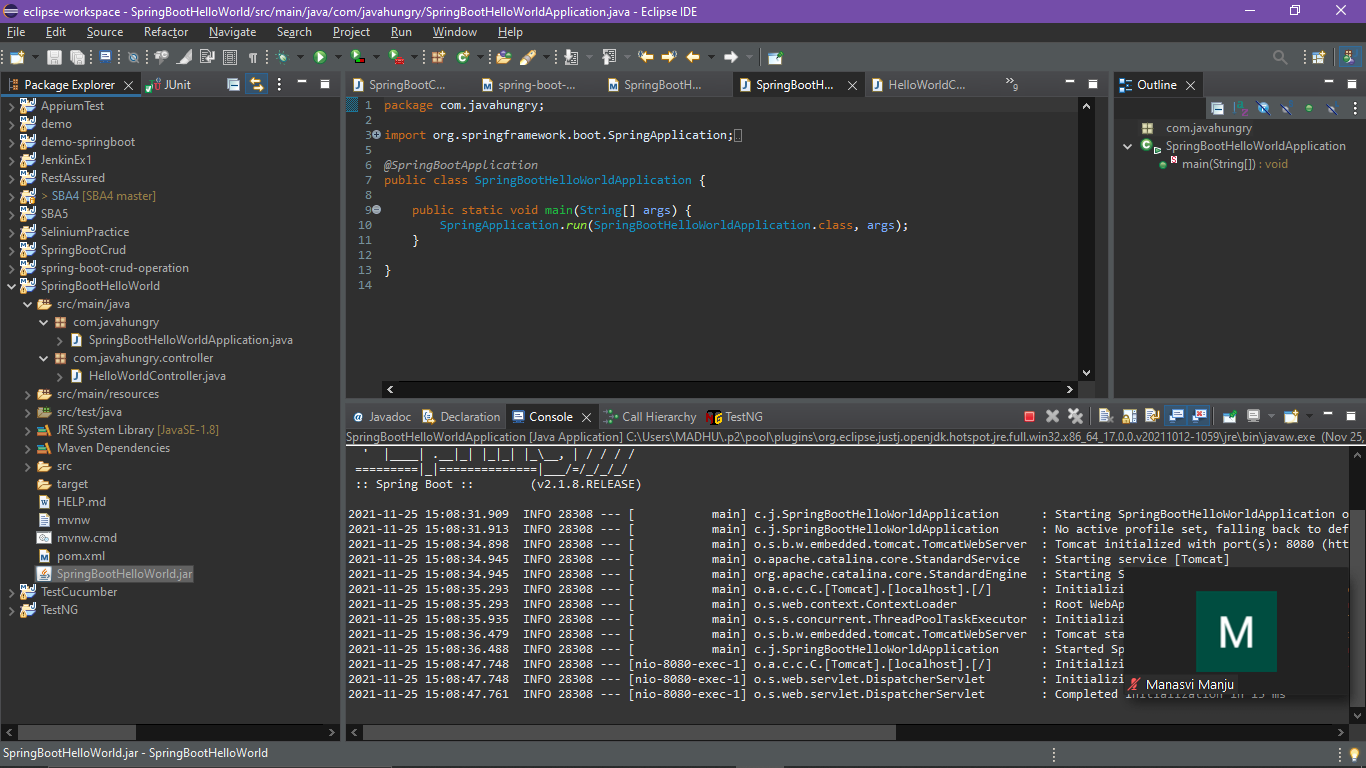 eclipse-workspace - SpringBootHelloWorld/src/main/java/com/javahungry/SpringBootHelloWorldApplication.java - Eclipse IDE
File Edit Source Refactor Navigate Search Project Run Window Help
Package Explorer JUnit
AppiumTest
demo
demo-springboot
JenkinEx1
RestAssured
> SBA4 [SBA4 master]
SBA5
SeliniumPractice
SpringBootCrud
spring-boot-crud-operation
SpringBootHelloWorld
src/main/java
com.javahungry
SpringBootHelloWorldApplication.java
com.javahungry.controller
HelloWorldController.java
src/main/resources
src/test/java
JRE System Library [JavaSE-1.8]
Maven Dependencies
src
target
HELP.md
mvnw
mvnw.cmd
pom.xml
SpringBootHelloWorld.jar
TestCucumber
TestNG
SpringBootC... spring-boot-... SpringBootH... SpringBootH... HelloWorldC... »9
1 package com.javahungry;
2
3 import org.springframework.boot.SpringApplication;
5
6 @SpringBootApplication
7 public class SpringBootHelloWorldApplication {
8
9 public static void main(String[] args) {
10 SpringApplication.run(SpringBootHelloWorldApplication.class, args);
11 }
12
13 }
14
Outline
com.javahungry
SpringBootHelloWorldApplication
main(String[]) : void
Javadoc Declaration Console Call Hierarchy TestNG
SpringBootHelloWorldApplication [Java Application] C:\Users\MADHU\.p2\pool\plugins\org.eclipse.justj.openjdk.hotspot.jre.full.win32.x86_64_17.0.0.v20211012-1059\jre\bin\javaw.exe (Nov 25,
' |____| .__|_| |_|_| |_\__, | / / / /
=========|_|==============|___/=/_/_/_/
:: Spring Boot :: (v2.1.8.RELEASE)
2021-11-25 15:08:31.909 INFO 28308 --- [ main] c.j.SpringBootHelloWorldApplication : Starting SpringBootHelloWorldApplication o
2021-11-25 15:08:31.913 INFO 28308 --- [ main] c.j.SpringBootHelloWorldApplication : No active profile set, falling back to def
2021-11-25 15:08:34.898 INFO 28308 --- [ main] o.s.b.w.embedded.tomcat.TomcatWebServer : Tomcat initialized with port(s): 8080 (htt
2021-11-25 15:08:34.945 INFO 28308 --- [ main] o.apache.catalina.core.StandardService : Starting service [Tomcat]
2021-11-25 15:08:34.945 INFO 28308 --- [ main] org.apache.catalina.core.StandardEngine : Starting S
2021-11-25 15:08:35.293 INFO 28308 --- [ main] o.a.c.c.C.[Tomcat].[localhost].[/] : Initializi
2021-11-25 15:08:35.293 INFO 28308 --- [ main] o.s.web.context.ContextLoader : Root WebAp
2021-11-25 15:08:35.935 INFO 28308 --- [ main] o.s.s.concurrent.ThreadPoolTaskExecutor : Initializi
2021-11-25 15:08:36.479 INFO 28308 --- [ main] o.s.b.w.embedded.tomcat.TomcatWebServer : Tomcat sta
2021-11-25 15:08:36.488 INFO 28308 --- [ main] c.j.SpringBootHelloWorldApplication : Started Sp
2021-11-25 15:08:47.748 INFO 28308 --- [nio-8080-exec-1] o.a.c.c.C.[Tomcat].[localhost].[/] : Initializi
2021-11-25 15:08:47.748 INFO 28308 --- [nio-8080-exec-1] o.s.web.servlet.DispatcherServlet : Initializi
2021-11-25 15:08:47.761 INFO 28308 --- [nio-8080-exec-1] o.s.web.servlet.DispatcherServlet : Completed initialization in 13 ms
M
Manasvi Manju
SpringBootHelloWorld.jar - SpringBootHelloWorld